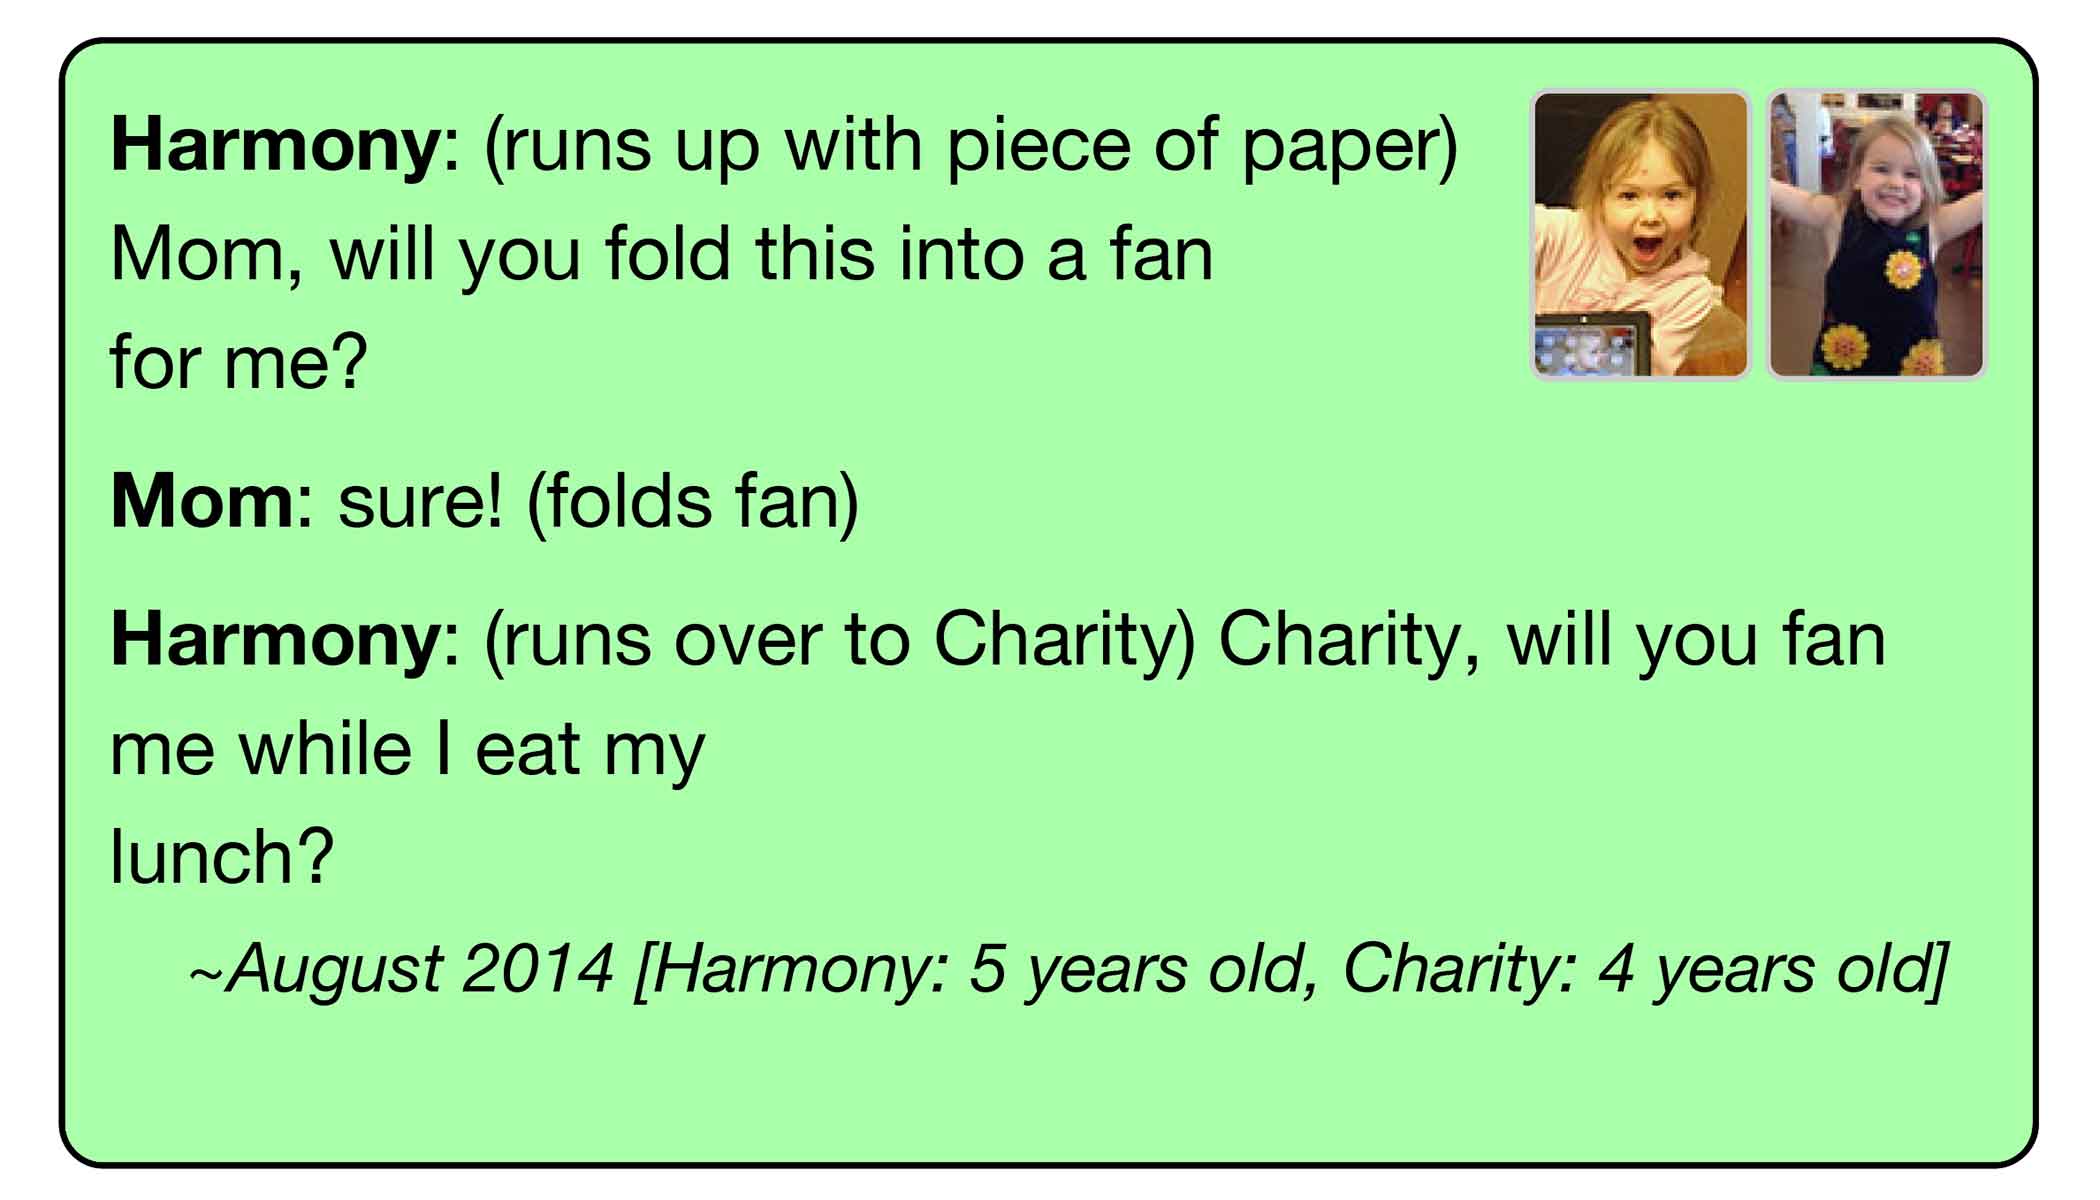 Harmony: (runs up with piece of paper)
Mom, will you fold this into a fan
for me?
Mom: sure! (folds fan)
Harmony: (runs over to Charity) Charity, will you fan
me while I eat my
lunch?
~August 2014 [Harmony: 5 years old, Charity: 4 years old]